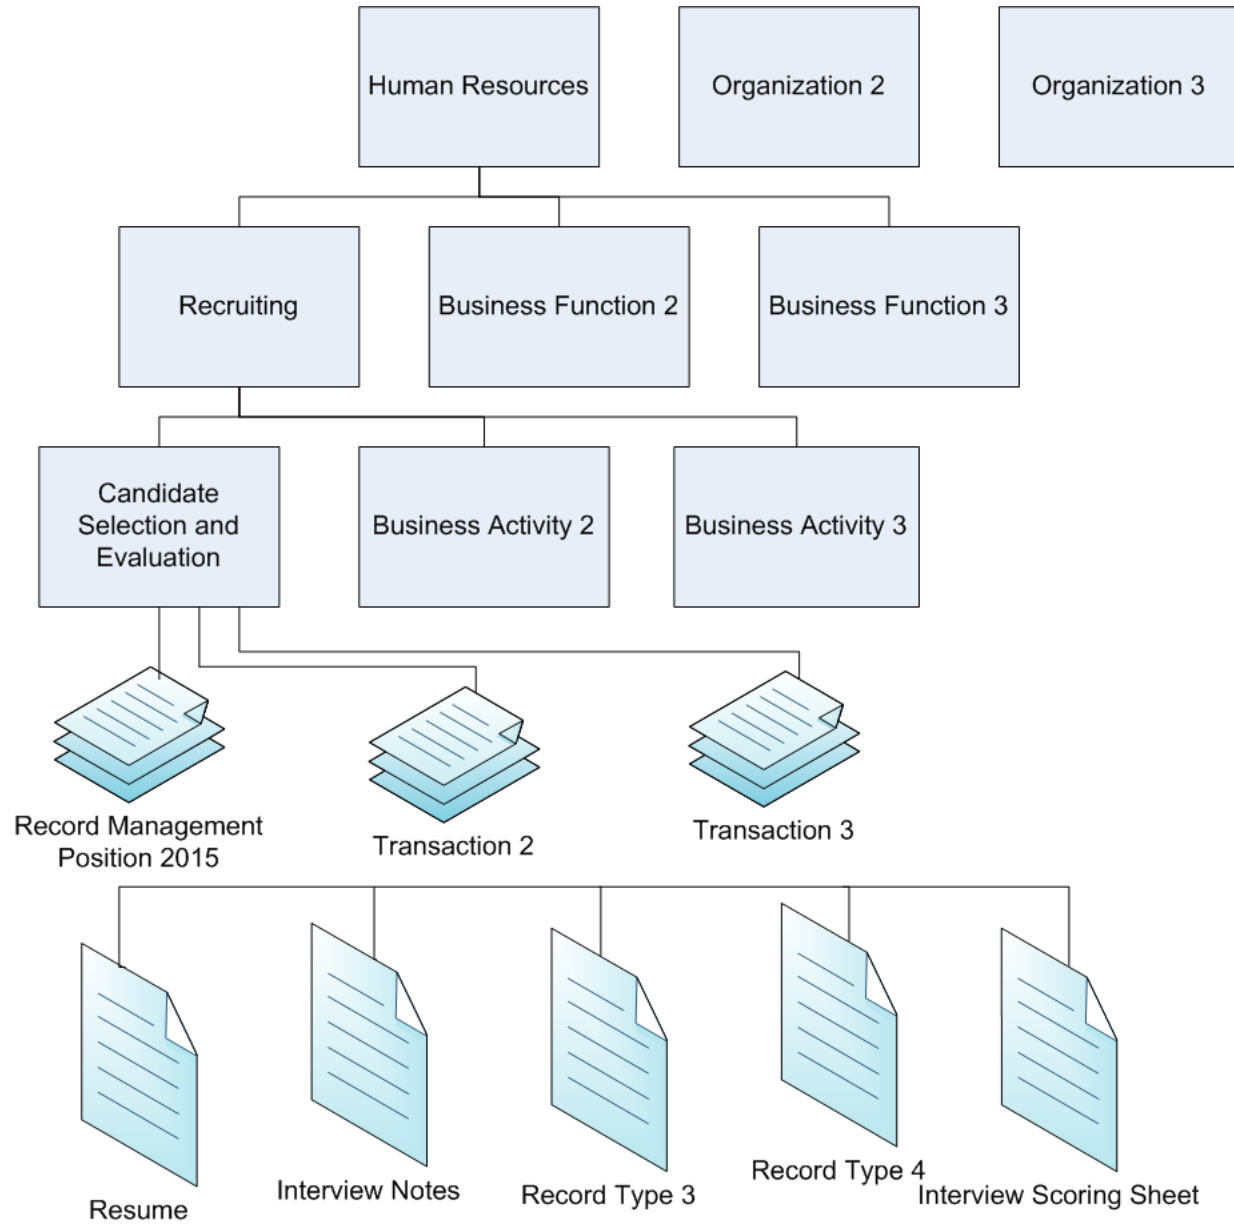 Human Resources
Organization 2
Organization 3
Recruiting
Business Function 2
Business Function 3
Candidate
Selection and
Evaluation
Business Activity 2
Business Activity 3
Record Management
Position 2015
Transaction 2
Transaction 3
Resume
Interview Notes
Record Type 3
Record Type 4
Interview Scoring Sheet